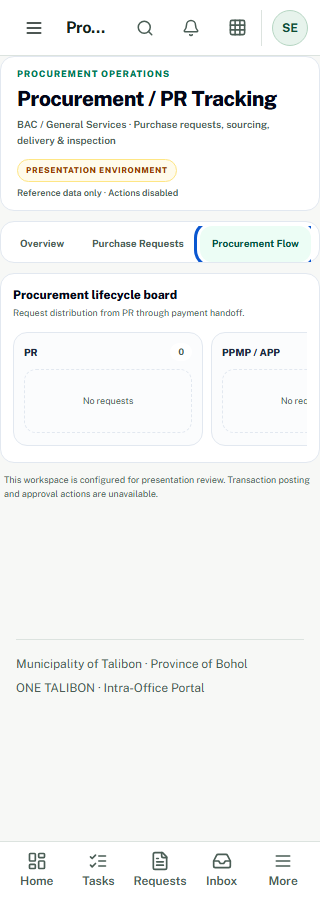 Pro...
SE
PROCUREMENT OPERATIONS
Procurement / PR Tracking
BAC / General Services · Purchase requests, sourcing,
delivery & inspection
PRESENTATION ENVIRONMENT
Reference data only · Actions disabled
Overview
Purchase Requests
Procurement Flow
Procurement lifecycle board
Request distribution from PR through payment handoff.
PR
0
PPMP / APP
No requests
No rec
This workspace is configured for presentation review. Transaction posting
and approval actions are unavailable.
Municipality of Talibon · Province of Bohol
ONE TALIBON · Intra-Office Portal
Home
Tasks
Requests
Inbox
More